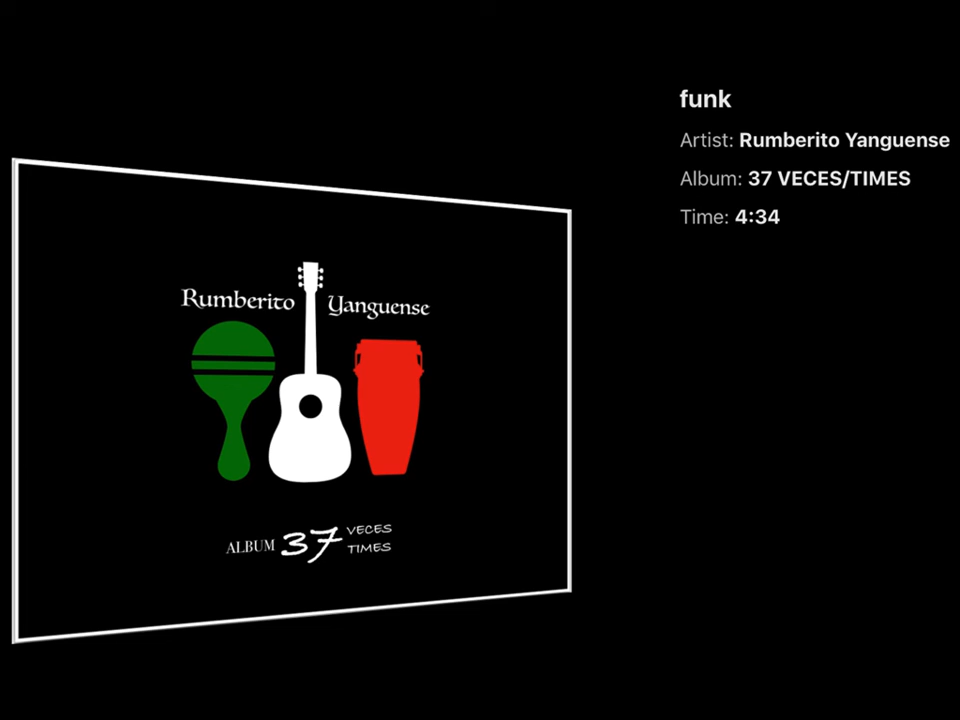 funk
Artist: Rumberito Yanguense
Album: 37 VECES/TIMES
Time: 4:34
Rumberito Yanguense
ALBUM 37 VECES
TIMES